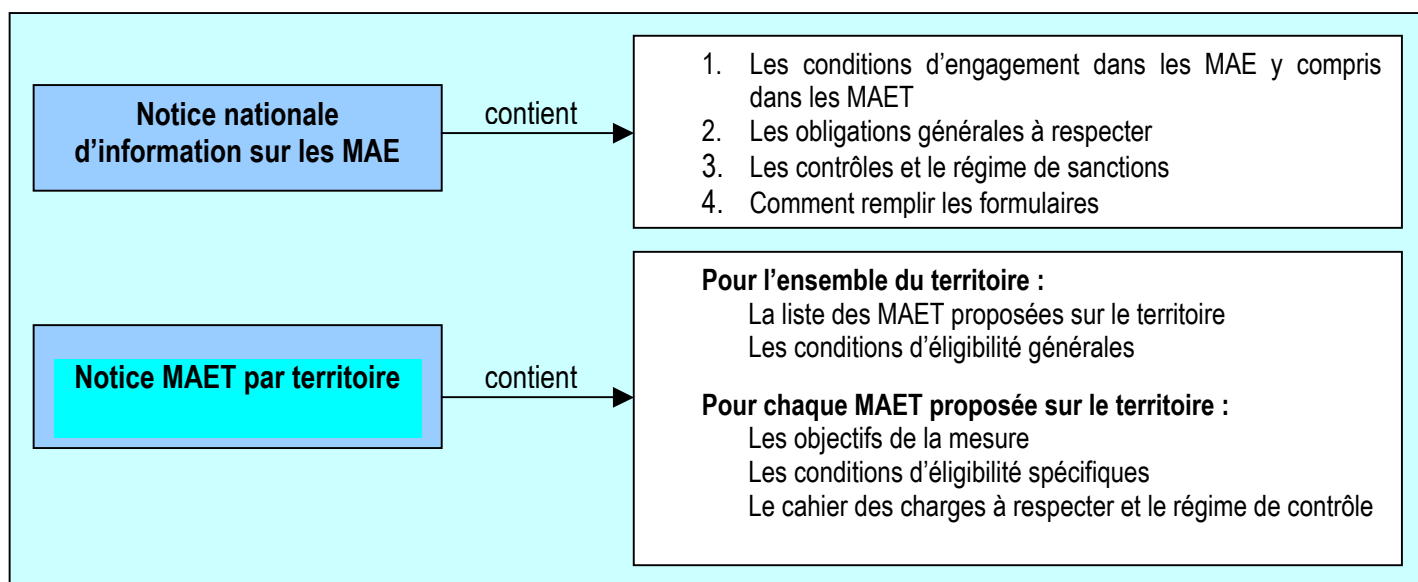 Notice nationale
d’information sur les MAE
contient
1. Les conditions d’engagement dans les MAE y compris
dans les MAET
2. Les obligations générales à respecter
3. Les contrôles et le régime de sanctions
4. Comment remplir les formulaires
Notice MAET par territoire
contient
Pour l’ensemble du territoire :
La liste des MAET proposées sur le territoire
Les conditions d’éligibilité générales
Pour chaque MAET proposée sur le territoire :
Les objectifs de la mesure
Les conditions d’éligibilité spécifiques
Le cahier des charges à respecter et le régime de contrôle